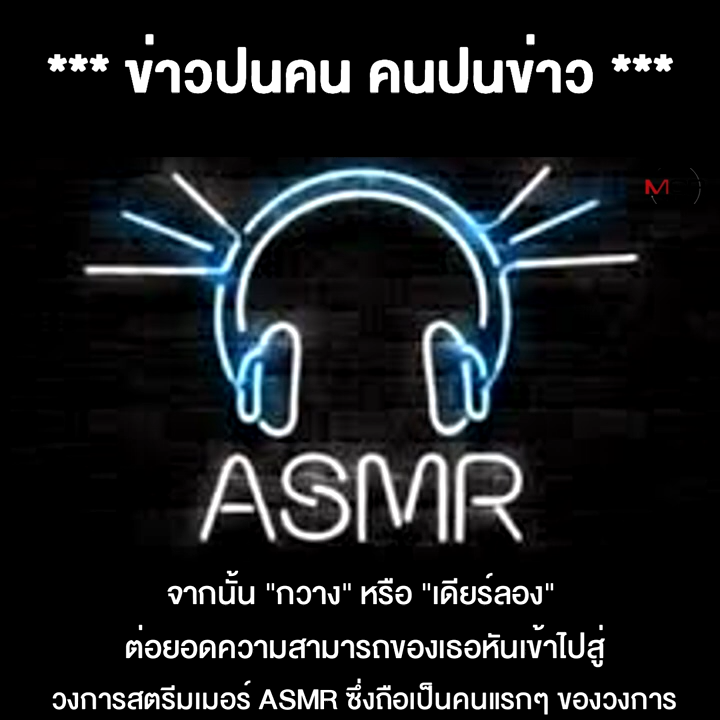 *** ข่าวปนคน คนปนข่าว ***
M
ASMR
จากนั้น "กวาง" หรือ "เดียร์ลอง"
ต่อยอดความสามารถของเธอหันเข้าไปสู่
วงการสตรีมเมอร์ ASMR ซึ่งถือเป็นคนแรกๆ ของวงการ